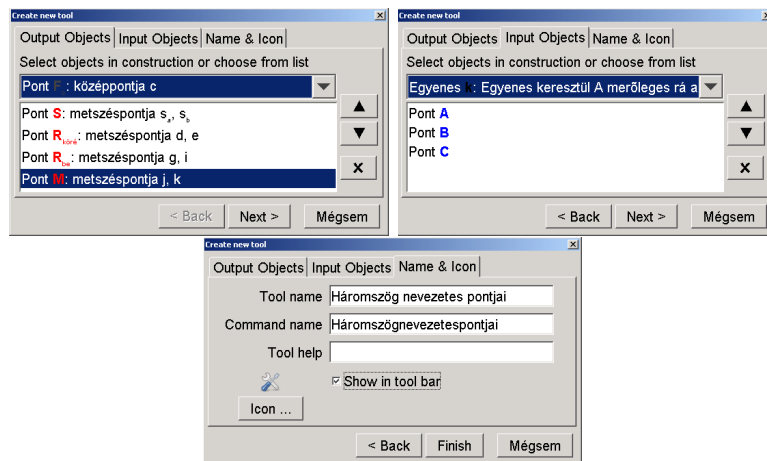 Create new tool
Output Objects Input Objects Name & Icon
Select objects in construction or choose from list
Pont F : középpontja c
Pont S: metszéspontja sₐ, s_b
Pont R_köré: metszéspontja d, e
Pont R_be: metszéspontja g, i
Pont M: metszéspontja j, k
< Back Next > Mégsem
Create new tool
Output Objects Input Objects Name & Icon
Select objects in construction or choose from list
Egyenes k: Egyenes keresztül A merõleges rá a
Pont A
Pont B
Pont C
< Back Next > Mégsem
Create new tool
Output Objects Input Objects Name & Icon
Tool name Háromszög nevezetes pontjai
Command name Háromszögnevezetespontjai
Tool help
Show in tool bar
Icon ...
< Back Finish Mégsem